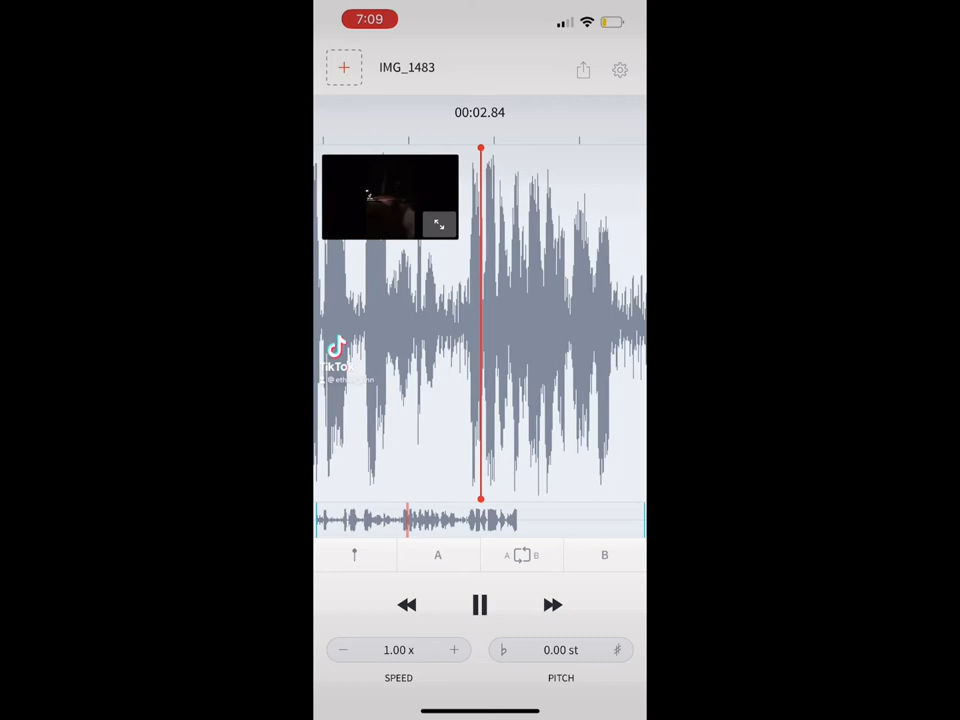 7:09
IMG_1483
00:02.84
TikTok
A
A B
B
1.00 x
0.00 st
SPEED
PITCH